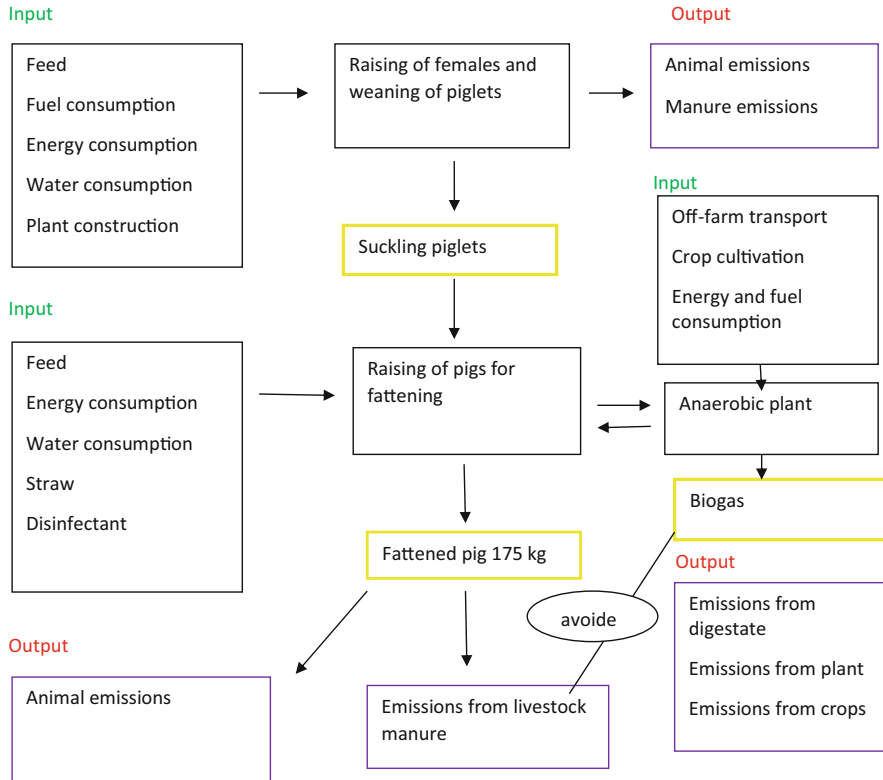 Input
Output
Feed
Fuel consumption
Energy consumption
Water consumption
Plant construction
Raising of females and
weaning of piglets
Animal emissions
Manure emissions
Input
Off-farm transport
Crop cultivation
Energy and fuel
consumption
Suckling piglets
Input
Feed
Energy consumption
Water consumption
Straw
Disinfectant
Raising of pigs for
fattening
Anaerobic plant
Biogas
Fattened pig 175 kg
Output
Emissions from
digestate
Emissions from plant
Emissions from crops
avoide
Output
Animal emissions
Emissions from livestock
manure